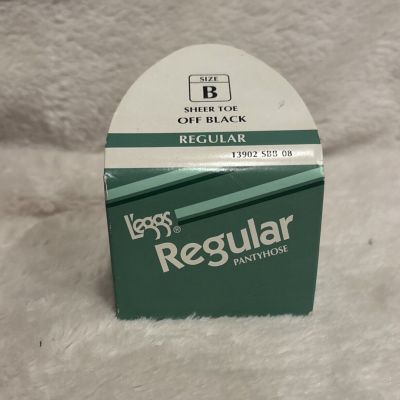 SIZE
B
SHEER TOE
OFF BLACK
REGULAR
13902 SBB 08
L'eggs®
Regular
PANTYHOSE